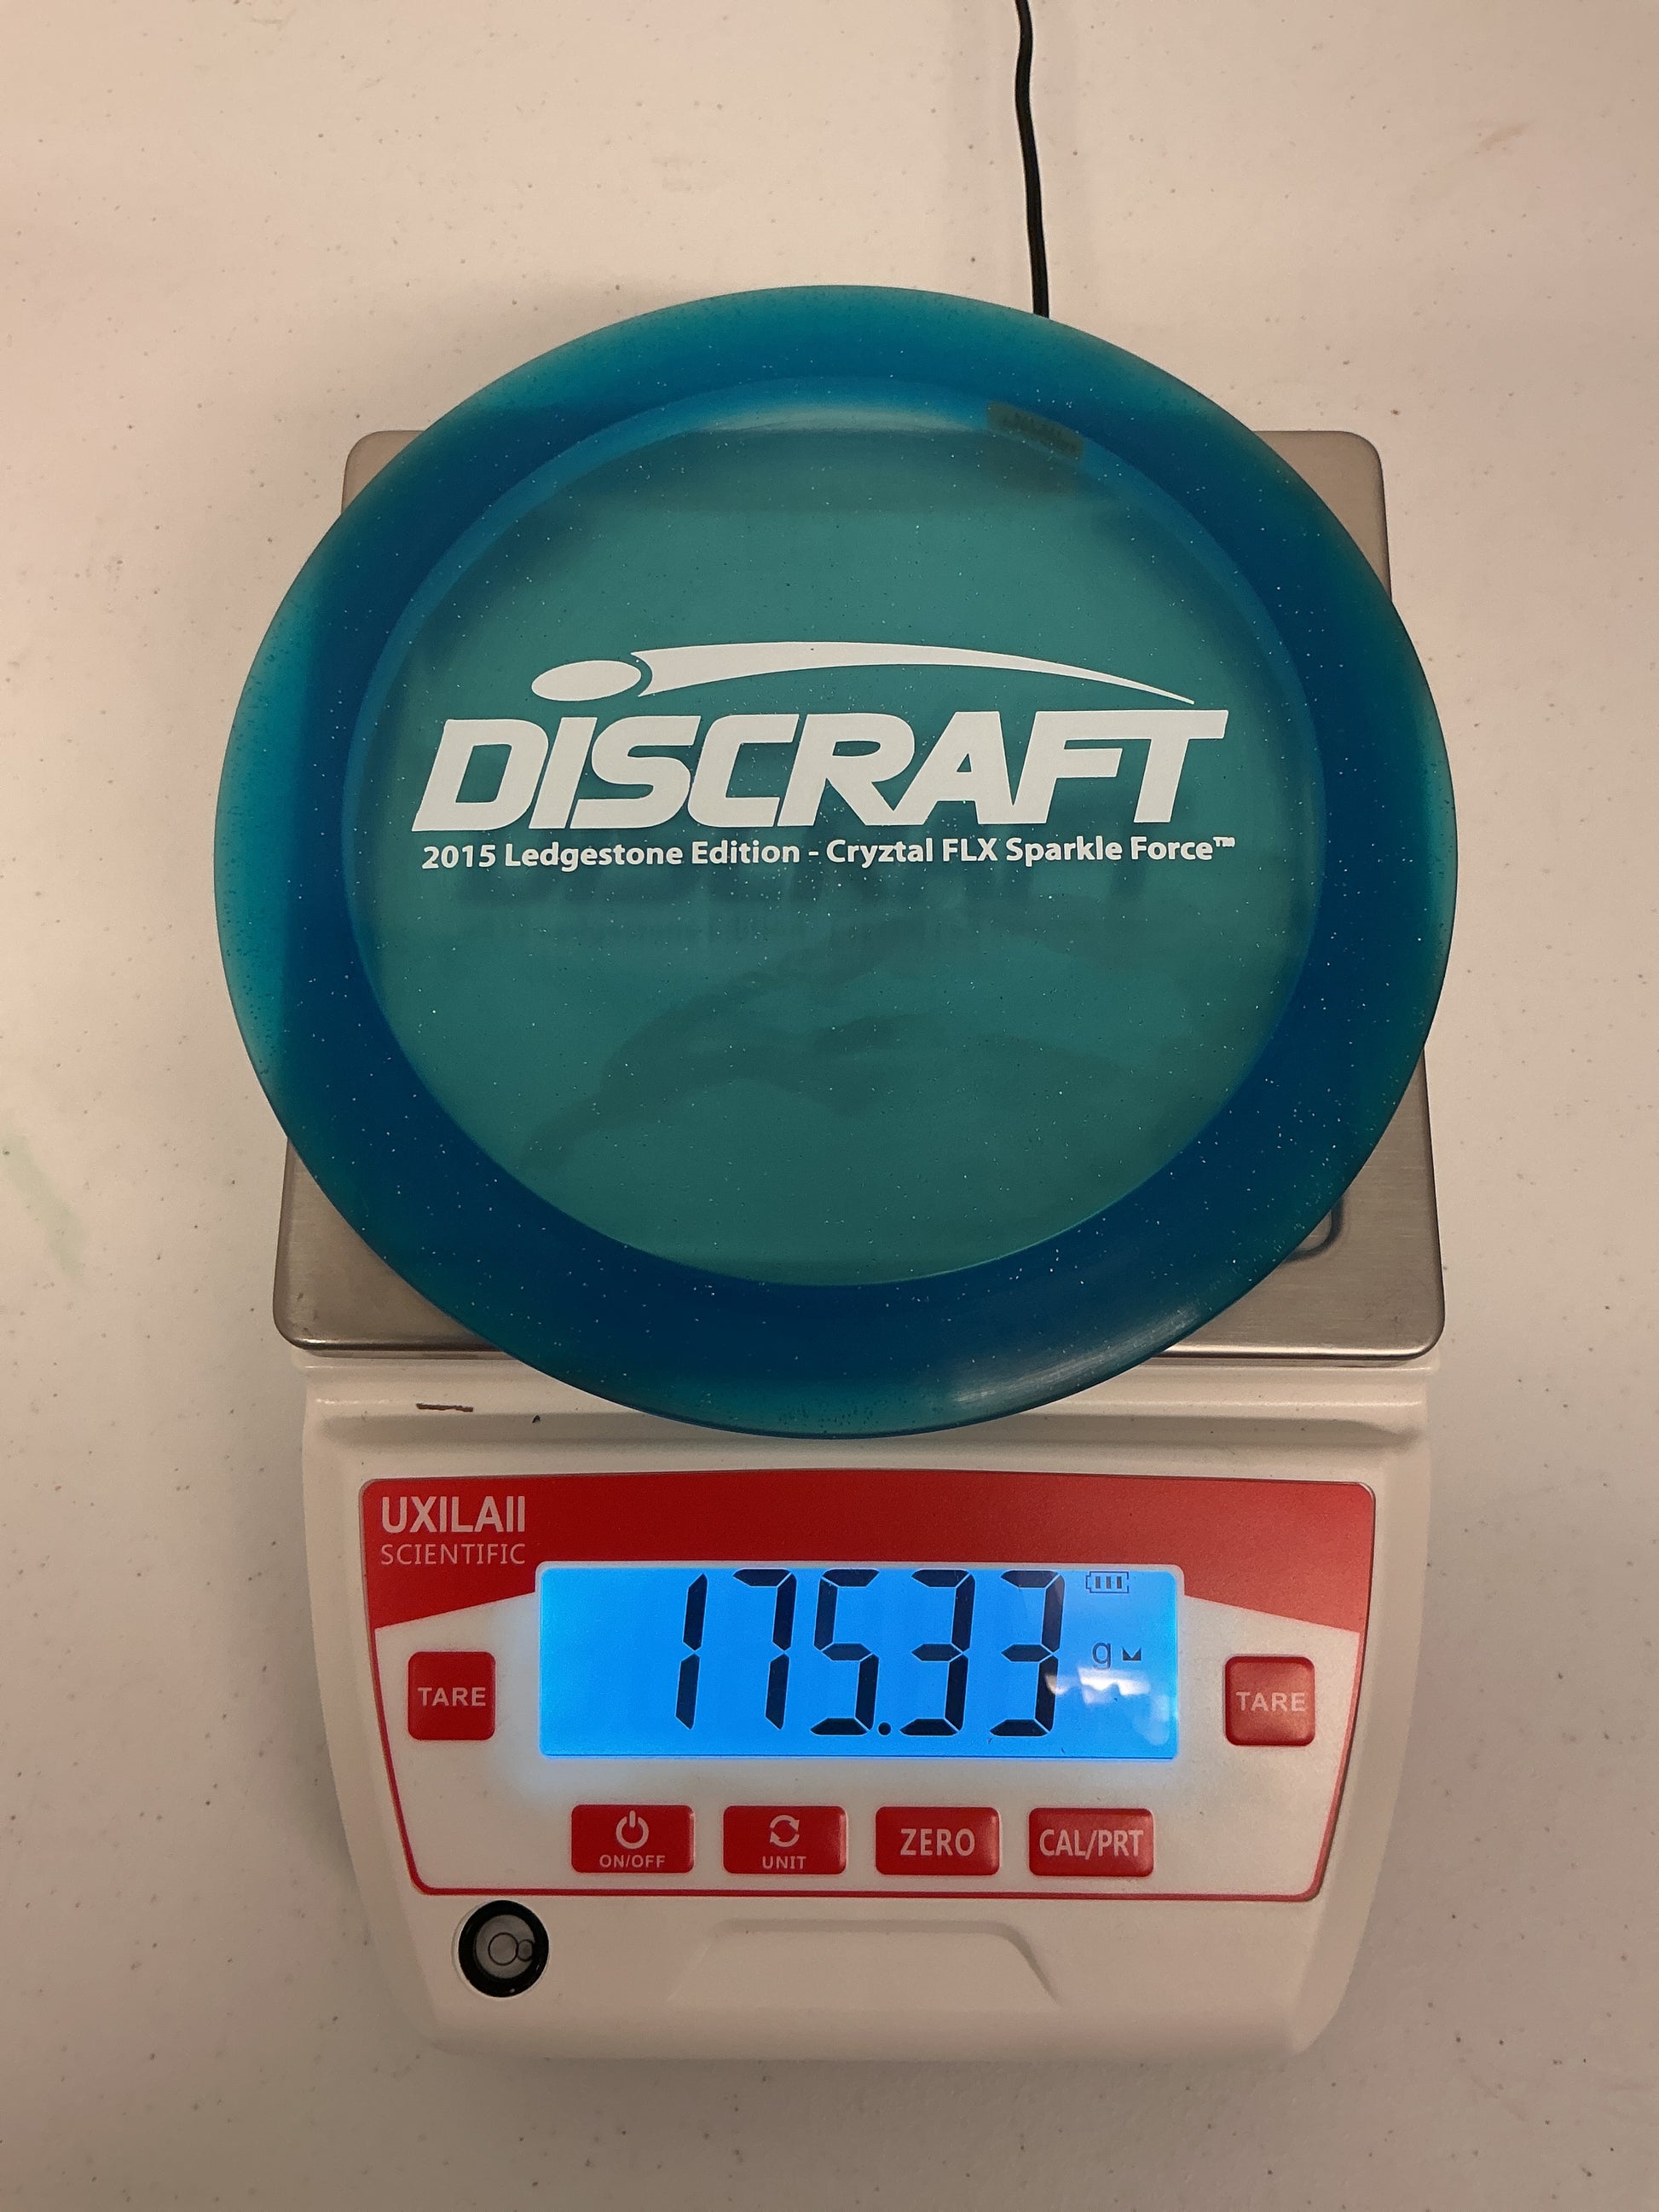 DISCRAFT
2015 Ledgestone Edition - Cryztal FLX Sparkle Force™
UXILAII
SCIENTIFIC
175.33 g
TARE
TARE
ON/OFF
UNIT
ZERO
CAL/PRT